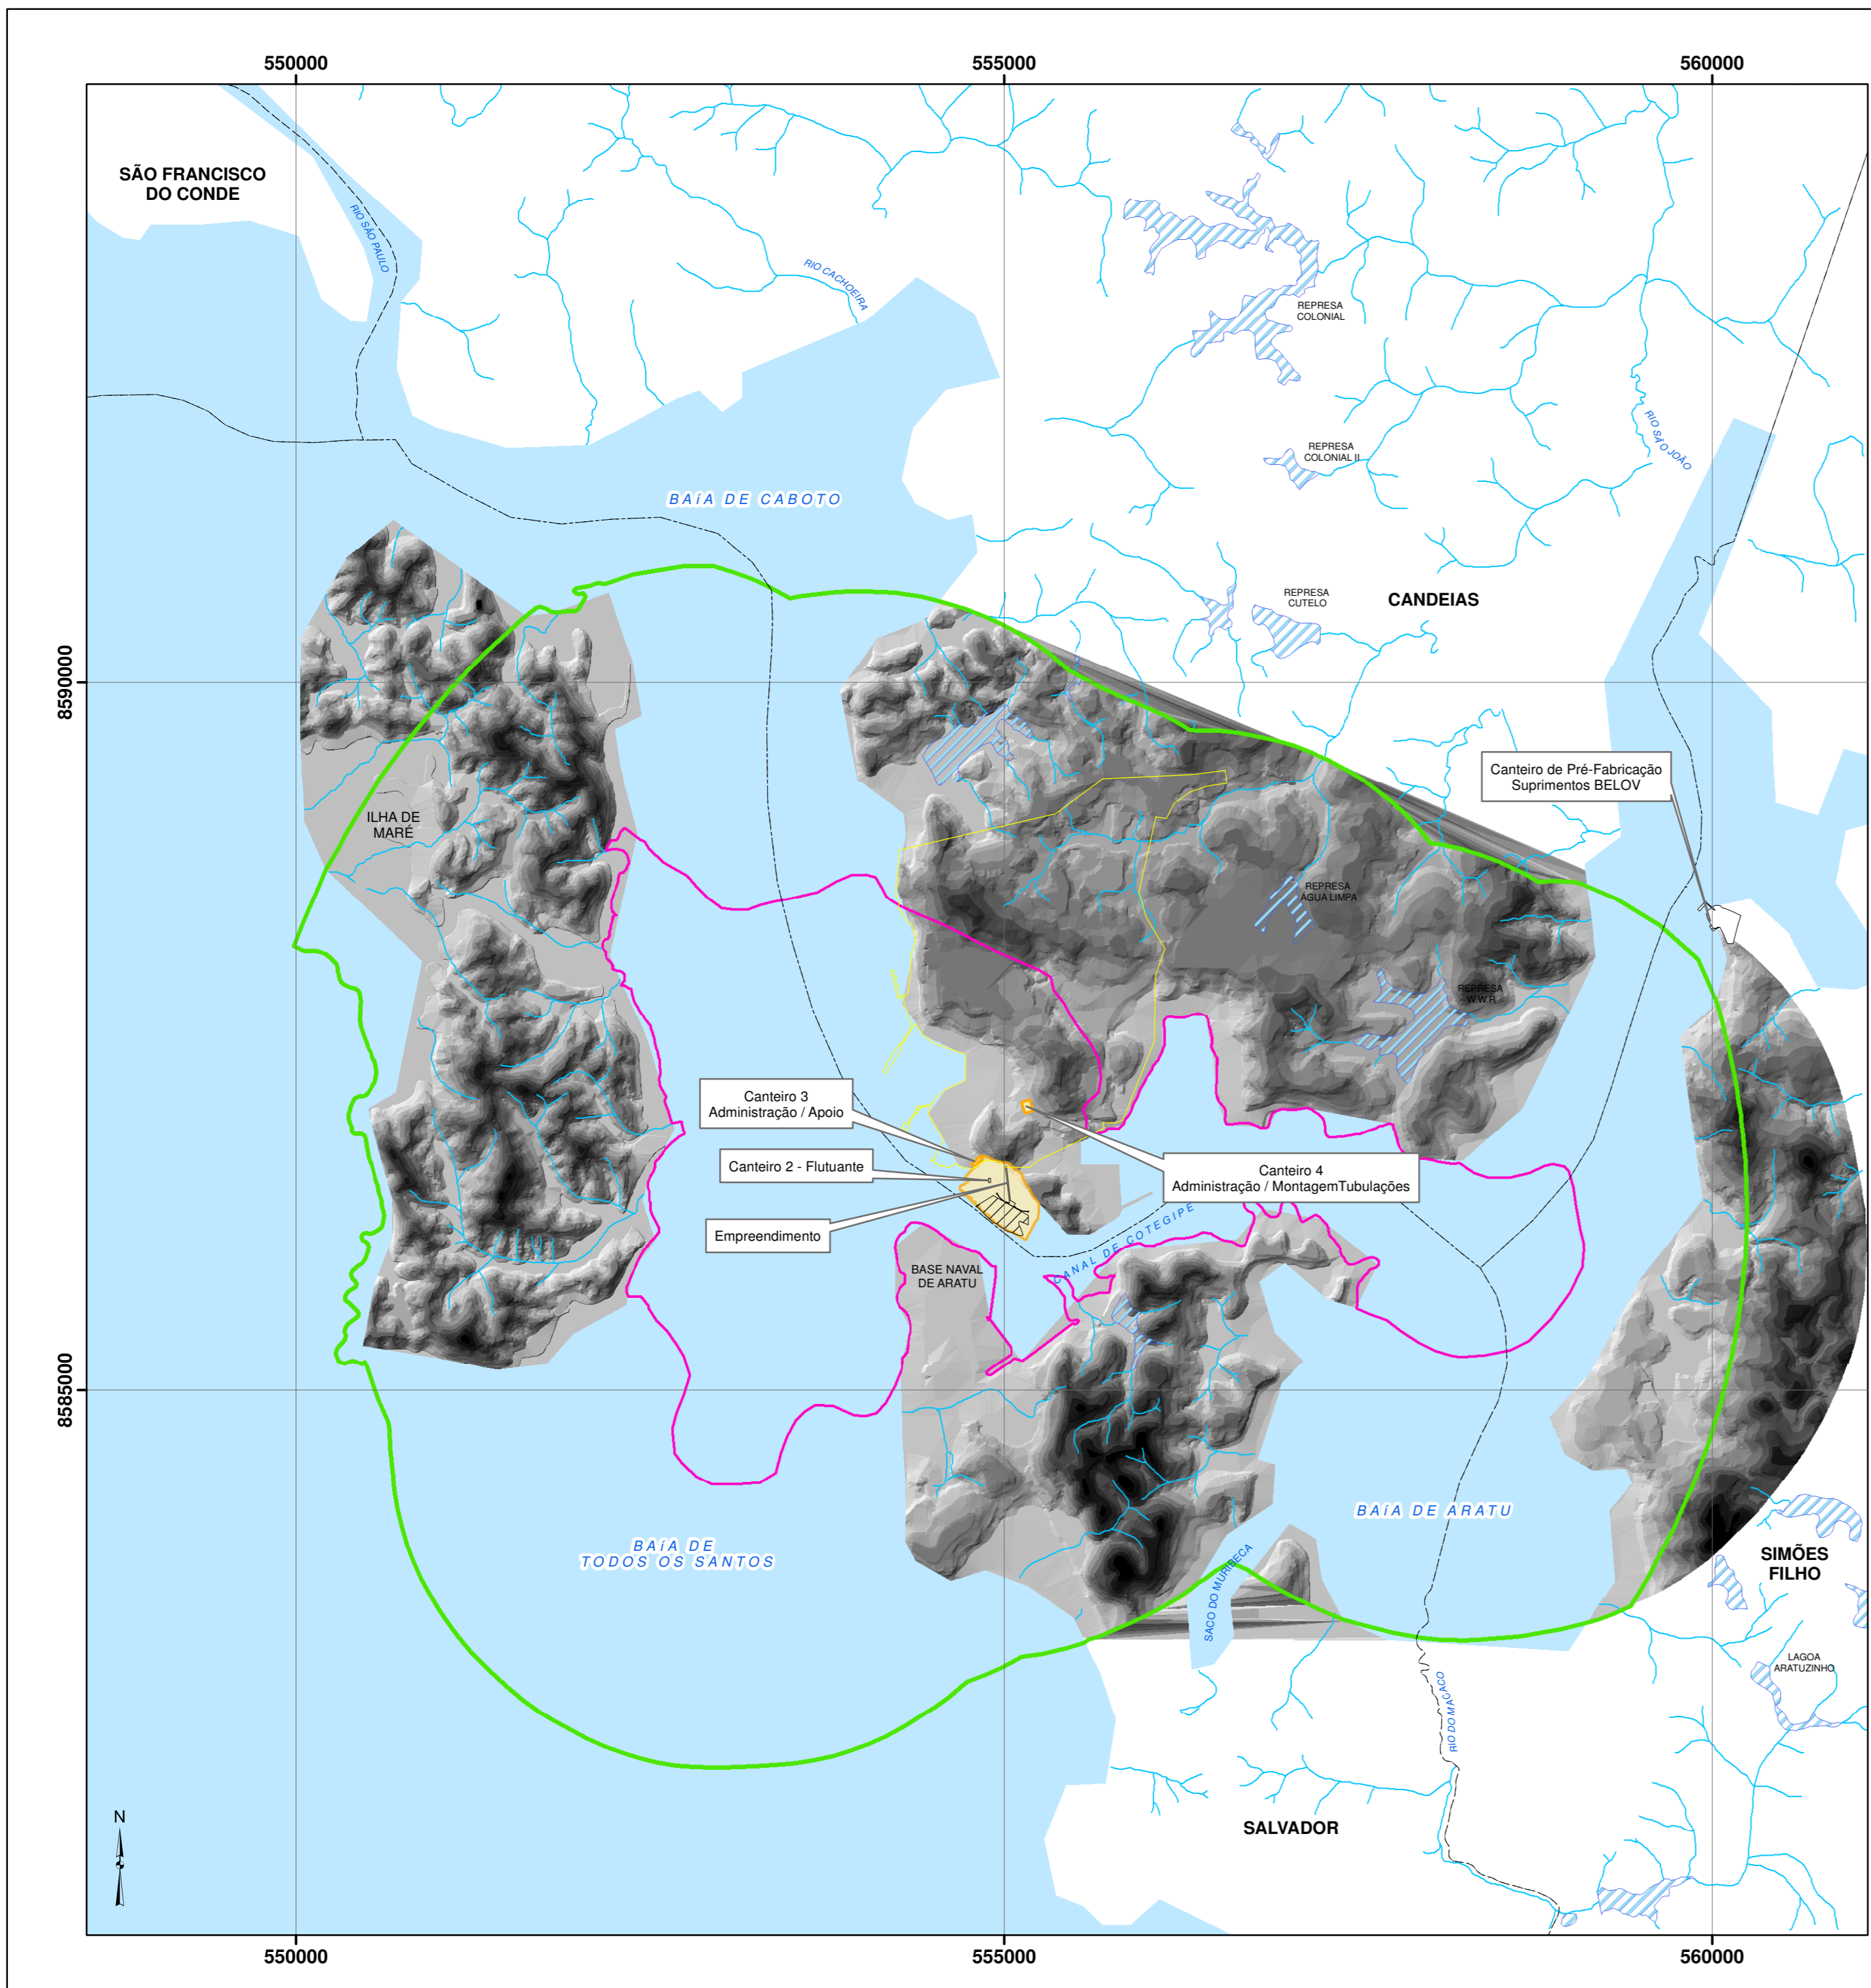 550000
555000
560000
SÃO FRANCISCO
DO CONDE
RIO SÃO PAULO
RIO CACHOEIRA
REPRESA
COLONIAL
REPRESA
COLONIAL II
RIO SÃO JOÃO
BAíA DE CABOTO
REPRESA
CUTELO
CANDEIAS
8590000
Canteiro de Pré-Fabricação
Suprimentos BELOV
ILHA DE
MARÉ
REPRESA
ÁGUA LIMPA
REPRESA
W.W.R
Canteiro 3
Administração / Apoio
Canteiro 2 - Flutuante
Canteiro 4
Administração / MontagemTubulações
Empreendimento
CANAL DE COTEGIPE
BASE NAVAL
DE ARATU
8585000
BAíA DE ARATU
BAíA DE
TODOS OS SANTOS
SACO DO MURIBECA
SIMÕES
FILHO
LAGOA
ARATUZINHO
RIO DO MACACO
SALVADOR
N
550000
555000
560000